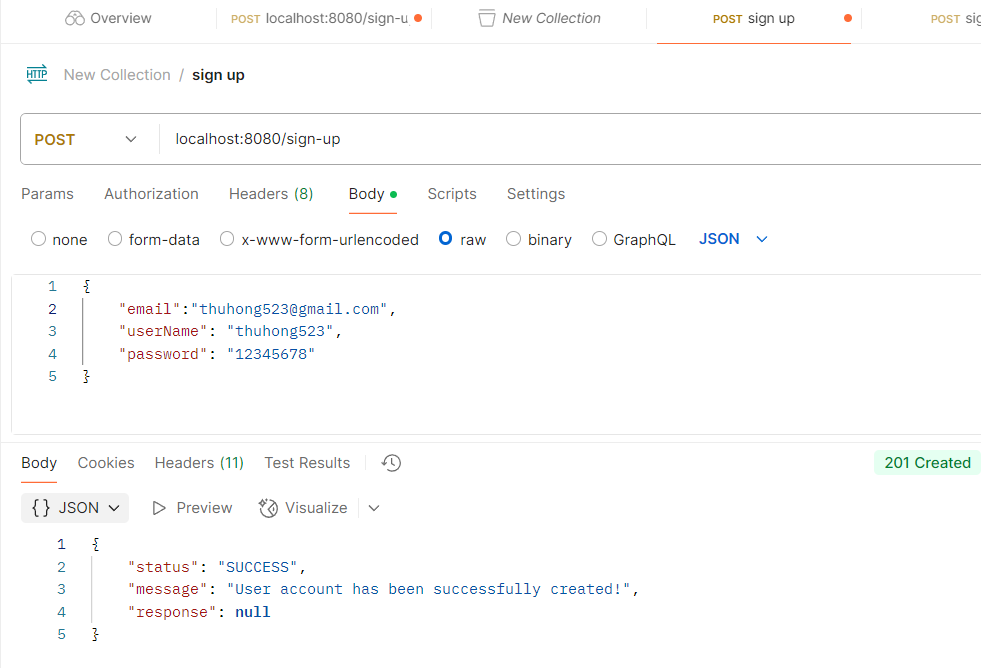 Overview POST localhost:8080/sign-u New Collection POST sign up POST sig
HTTP New Collection / sign up
POST localhost:8080/sign-up
Params Authorization Headers (8) Body Scripts Settings
none form-data x-www-form-urlencoded raw binary GraphQL JSON
1 {
2 "email":"thuhong523@gmail.com",
3 "userName": "thuhong523",
4 "password": "12345678"
5 }
Body Cookies Headers (11) Test Results 201 Created
{} JSON Preview Visualize
1 {
2 "status": "SUCCESS",
3 "message": "User account has been successfully created!",
4 "response": null
5 }